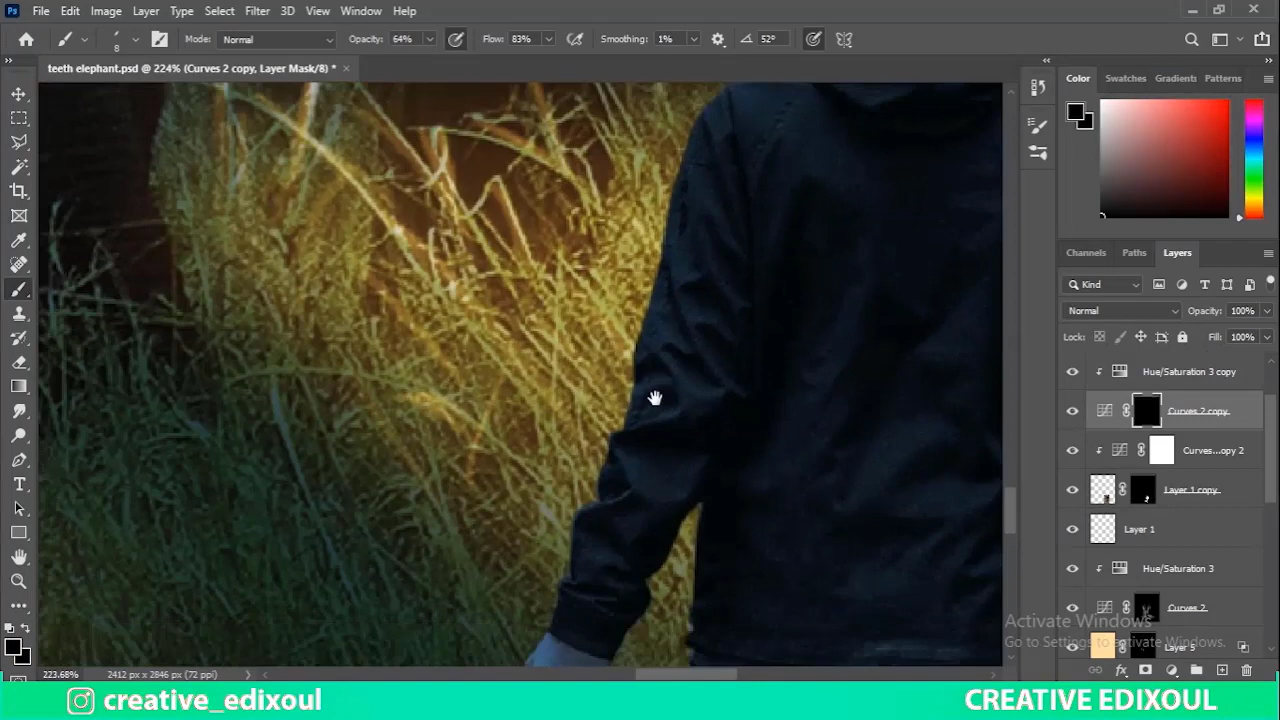 Ps File Edit Image Layer Type Select Filter 3D View Window Help
8 Mode: Normal Opacity: 64% Flow: 83% Smoothing: 1% 52°
teeth elephant.psd @ 224% (Curves 2 copy, Layer Mask/8) * ×
Color Swatches Gradients Patterns
Channels Paths Layers
Kind
Normal Opacity: 100%
Lock: Fill: 100%
Hue/Saturation 3 copy
Curves 2 copy
Curves...opy 2
Layer 1 copy
Layer 1
Hue/Saturation 3
Curves 2
Layer 5
Activate Windows
Go to Settings to activate Windows.
223.68% 2412 px x 2846 px (72 ppi)
creative_edixoul CREATIVE EDIXOUL